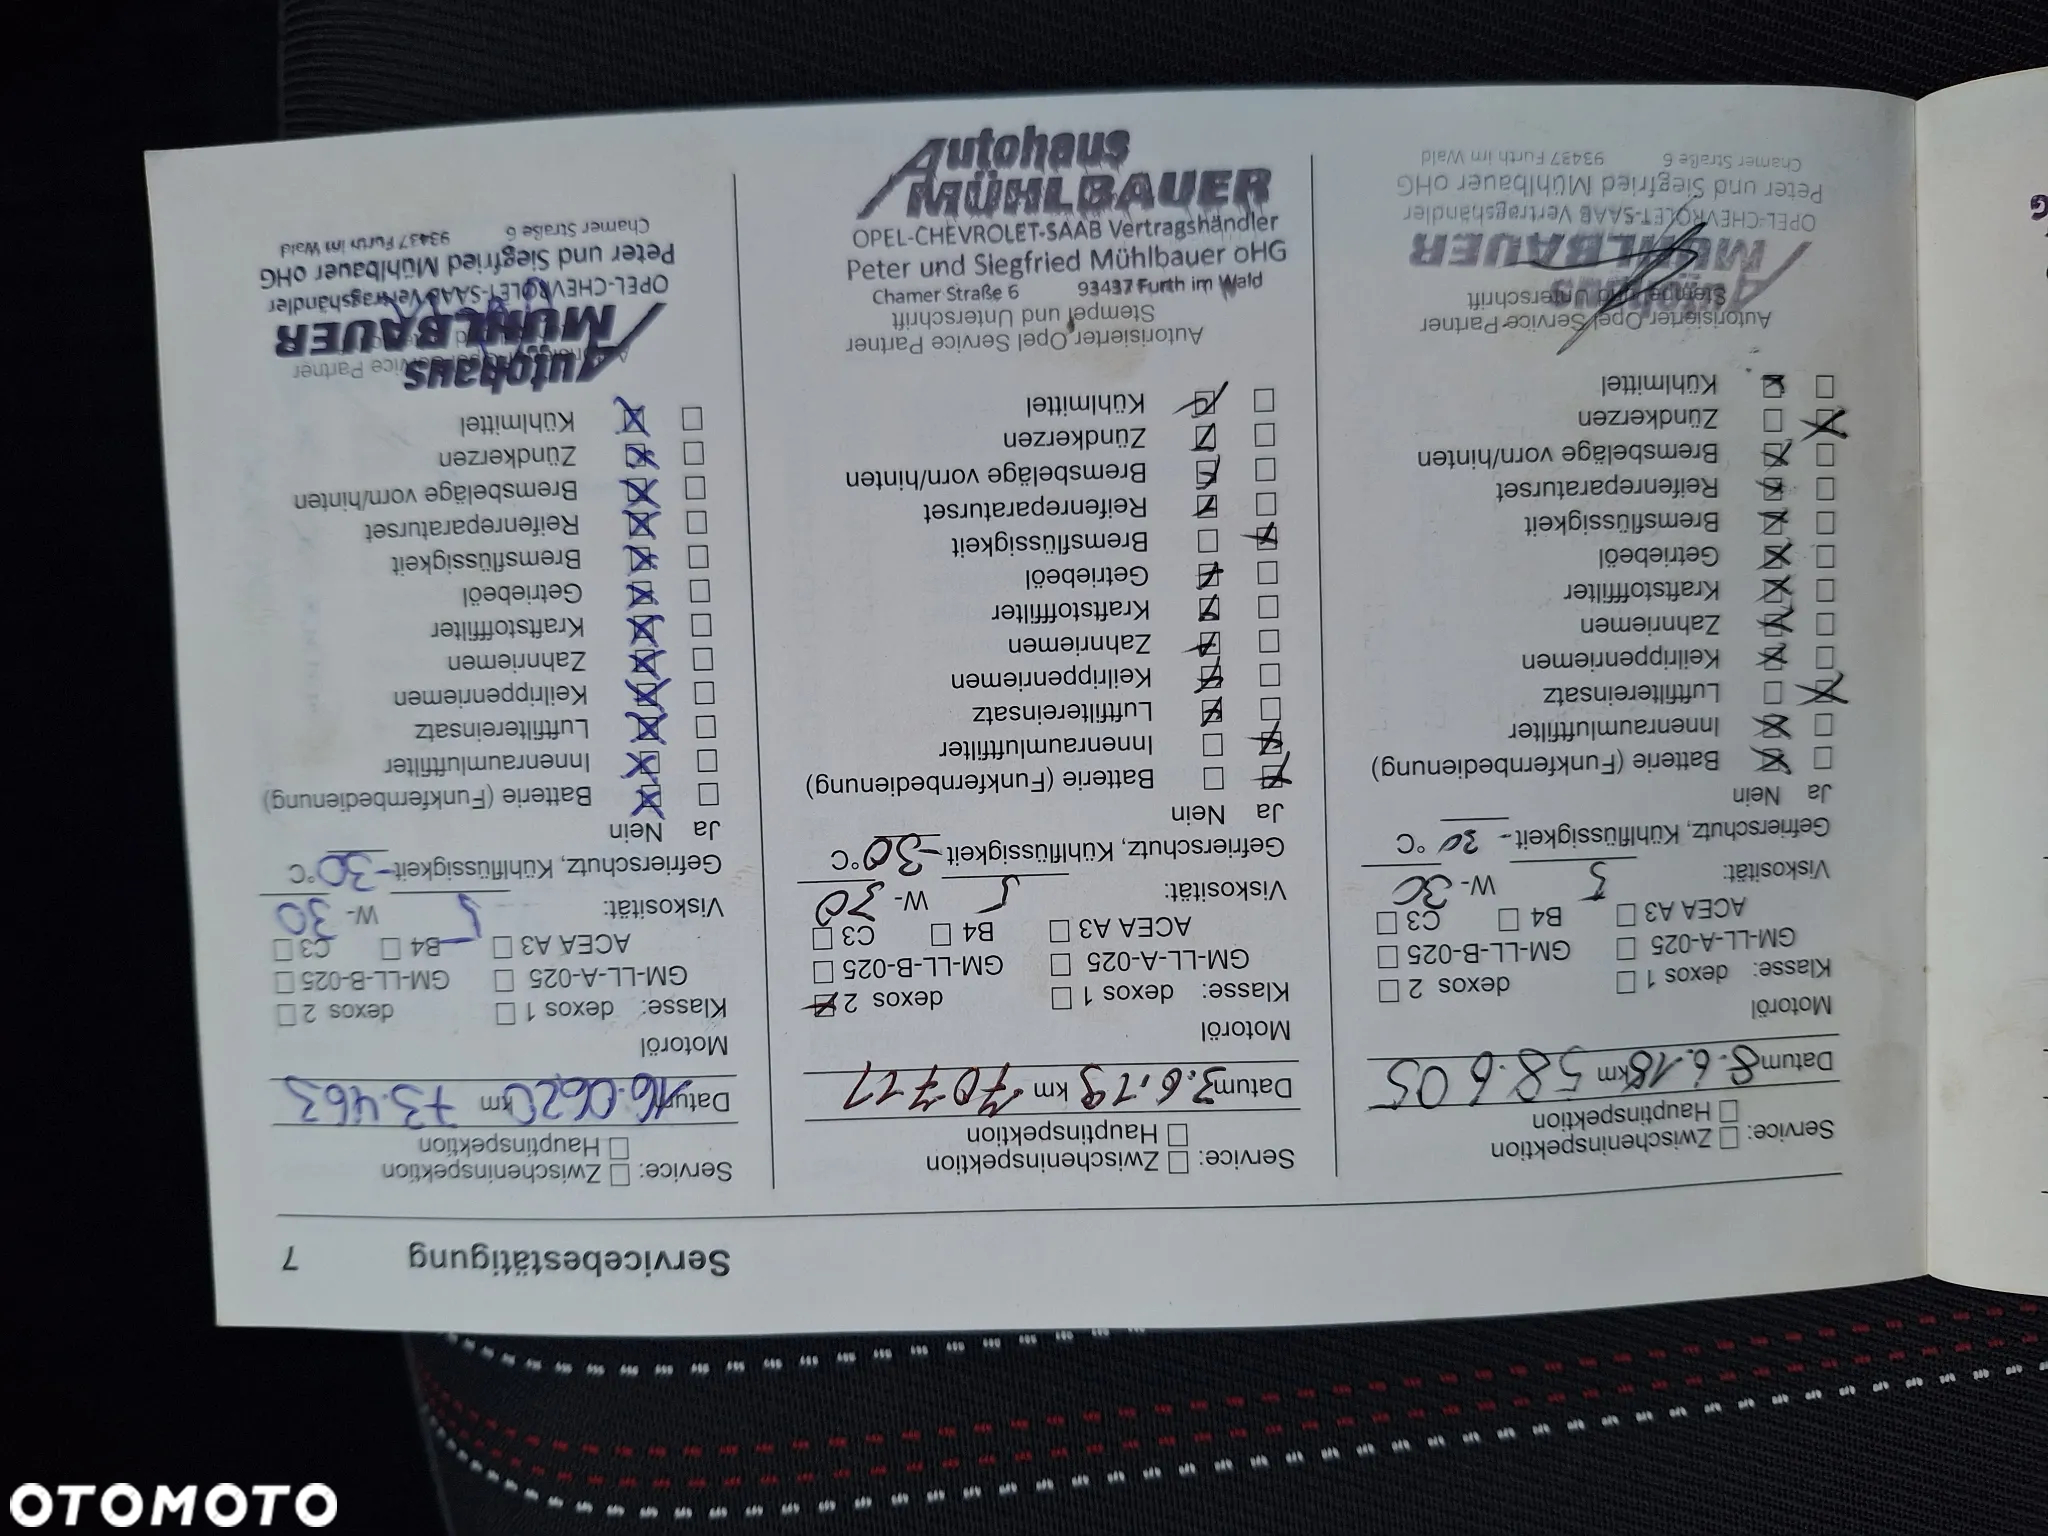 Servicebestätigung 7
Service: Zwischeninspektion
Hauptinspektion
Datum 8.6.18 km 58.605
Motoröl
Klasse: dexos 1 dexos 2
GM-LL-A-025 GM-LL-B-025
ACEA A3 B4 C3
Viskosität: 5 W- 30
Gefrierschutz, Kühlflüssigkeit - 30 °C
Ja Nein
Batterie (Funkfernbedienung)
Innenraumluftfilter
Luftfiltereinsatz
Keilrippenriemen
Zahnriemen
Kraftstofffilter
Getriebeöl
Bremsflüssigkeit
Reifenreparaturset
Bremsbeläge vorn/hinten
Zündkerzen
Kühlmittel
Autorisierter Opel Service Partner
Stempel und Unterschrift
Autohaus
MÜHLBAUER
OPEL-CHEVROLET-SAAB Vertragshändler
Peter und Siegfried Mühlbauer oHG
Chamer Straße 6 93437 Furth im Wald
Service: Zwischeninspektion
Hauptinspektion
Datum 3.6.19 km 70711
Motoröl
Klasse: dexos 1 dexos 2
GM-LL-A-025 GM-LL-B-025
ACEA A3 B4 C3
Viskosität: 5 W- 30
Gefrierschutz, Kühlflüssigkeit -30 °C
Ja Nein
Batterie (Funkfernbedienung)
Innenraumluftfilter
Luftfiltereinsatz
Keilrippenriemen
Zahnriemen
Kraftstofffilter
Getriebeöl
Bremsflüssigkeit
Reifenreparaturset
Bremsbeläge vorn/hinten
Zündkerzen
Kühlmittel
Autorisierter Opel Service Partner
Stempel und Unterschrift
Autohaus
MÜHLBAUER
OPEL-CHEVROLET-SAAB Vertragshändler
Peter und Siegfried Mühlbauer oHG
Chamer Straße 6 93437 Furth im Wald
Service: Zwischeninspektion
Hauptinspektion
Datum 16.06.20 km 73.463
Motoröl
Klasse: dexos 1 dexos 2
GM-LL-A-025 GM-LL-B-025
ACEA A3 B4 C3
Viskosität: 5 W- 30
Gefrierschutz, Kühlflüssigkeit -30 °C
Ja Nein
Batterie (Funkfernbedienung)
Innenraumluftfilter
Luftfiltereinsatz
Keilrippenriemen
Zahnriemen
Kraftstofffilter
Getriebeöl
Bremsflüssigkeit
Reifenreparaturset
Bremsbeläge vorn/hinten
Zündkerzen
Kühlmittel
Service Partner
Autohaus
MÜHLBAUER
OPEL-CHEVROLET-SAAB Vertragshändler
Peter und Siegfried Mühlbauer oHG
Chamer Straße 6 93437 Furth im Wald
OTOMOTO